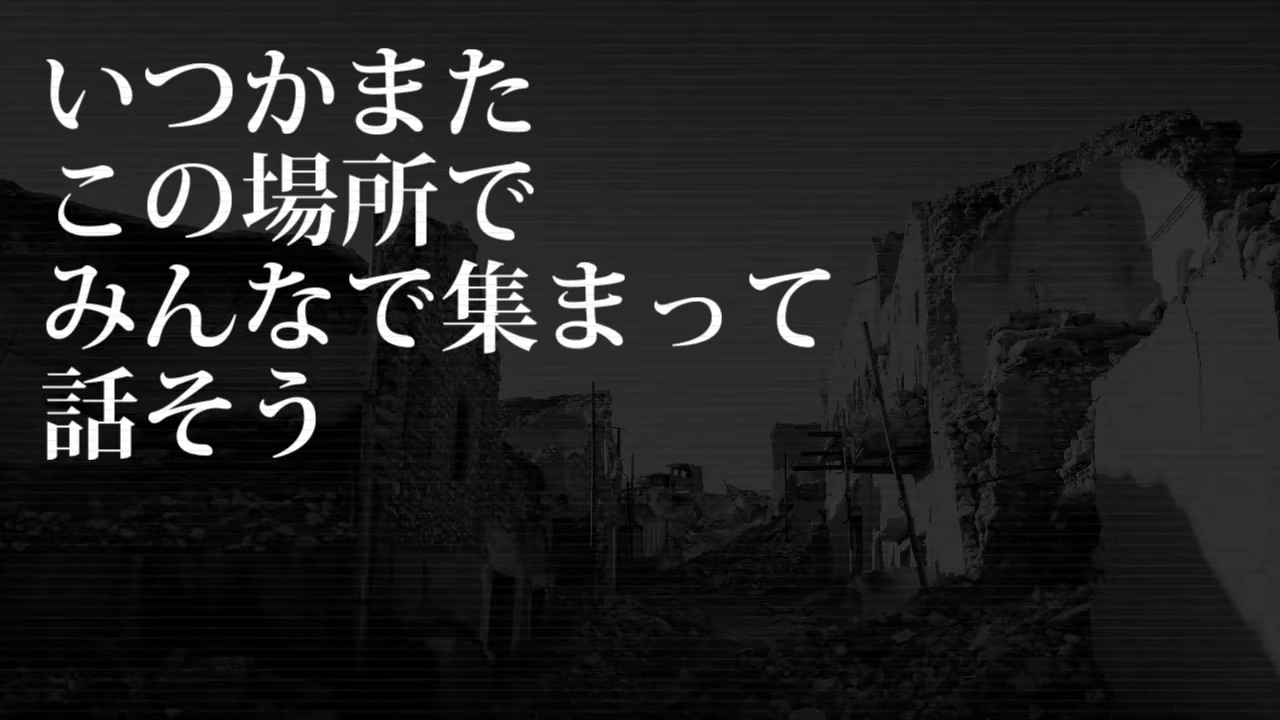 いつかまた
この場所で
みんなで集まって
話そう